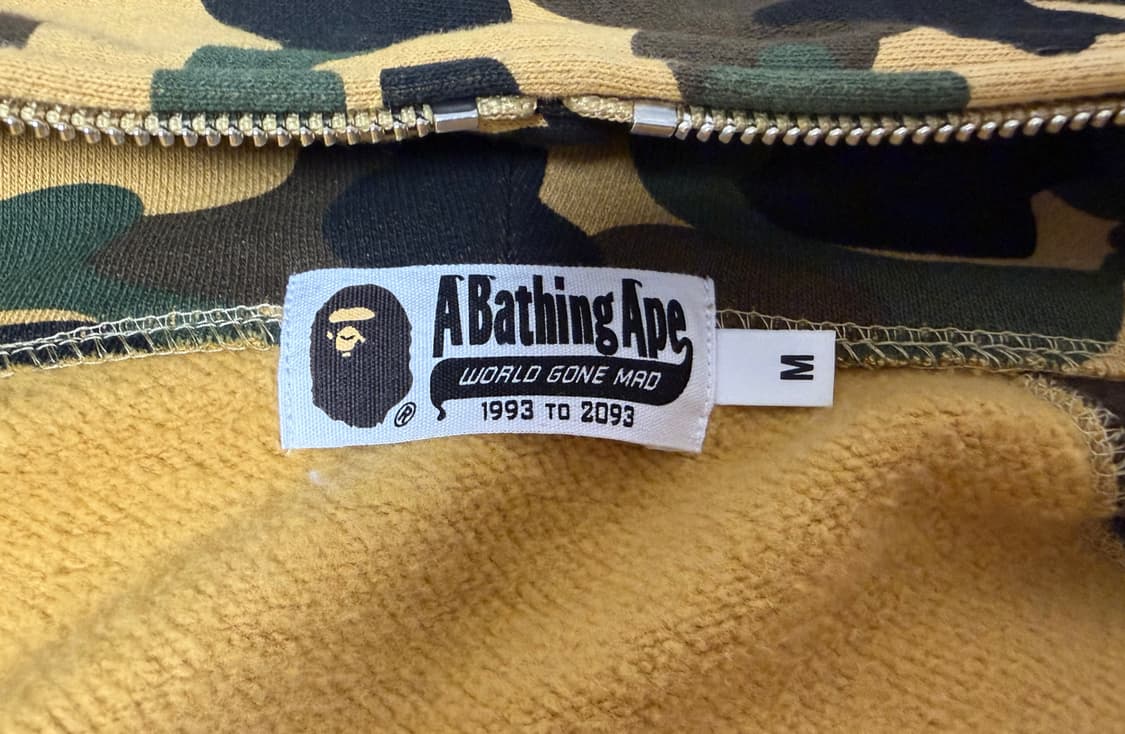 A Bathing Ape
WORLD GONE MAD
1993 TO 2093
®
M